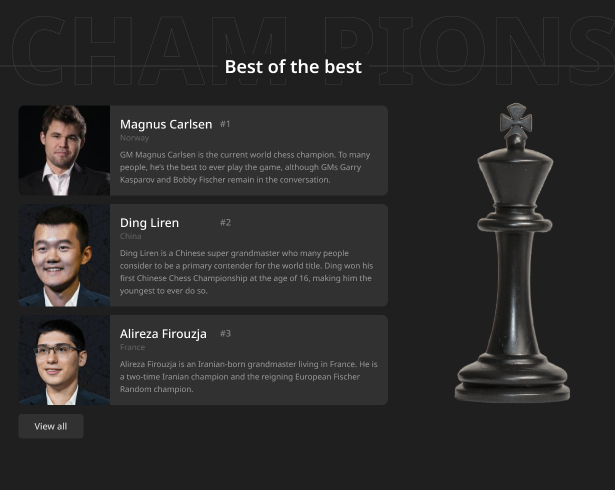 CHAMPIONS
Best of the best
Magnus Carlsen #1
Norway
GM Magnus Carlsen is the current world chess champion. To many
people, he's the best to ever play the game, although GMs Garry
Kasparov and Bobby Fischer remain in the conversation.
Ding Liren #2
China
Ding Liren is a Chinese super grandmaster who many people
consider to be a primary contender for the world title. Ding won his
first Chinese Chess Championship at the age of 16, making him the
youngest to ever do so.
Alireza Firouzja #3
France
Alireza Firouzja is an Iranian-born grandmaster living in France. He is
a two-time Iranian champion and the reigning European Fischer
Random champion.
View all